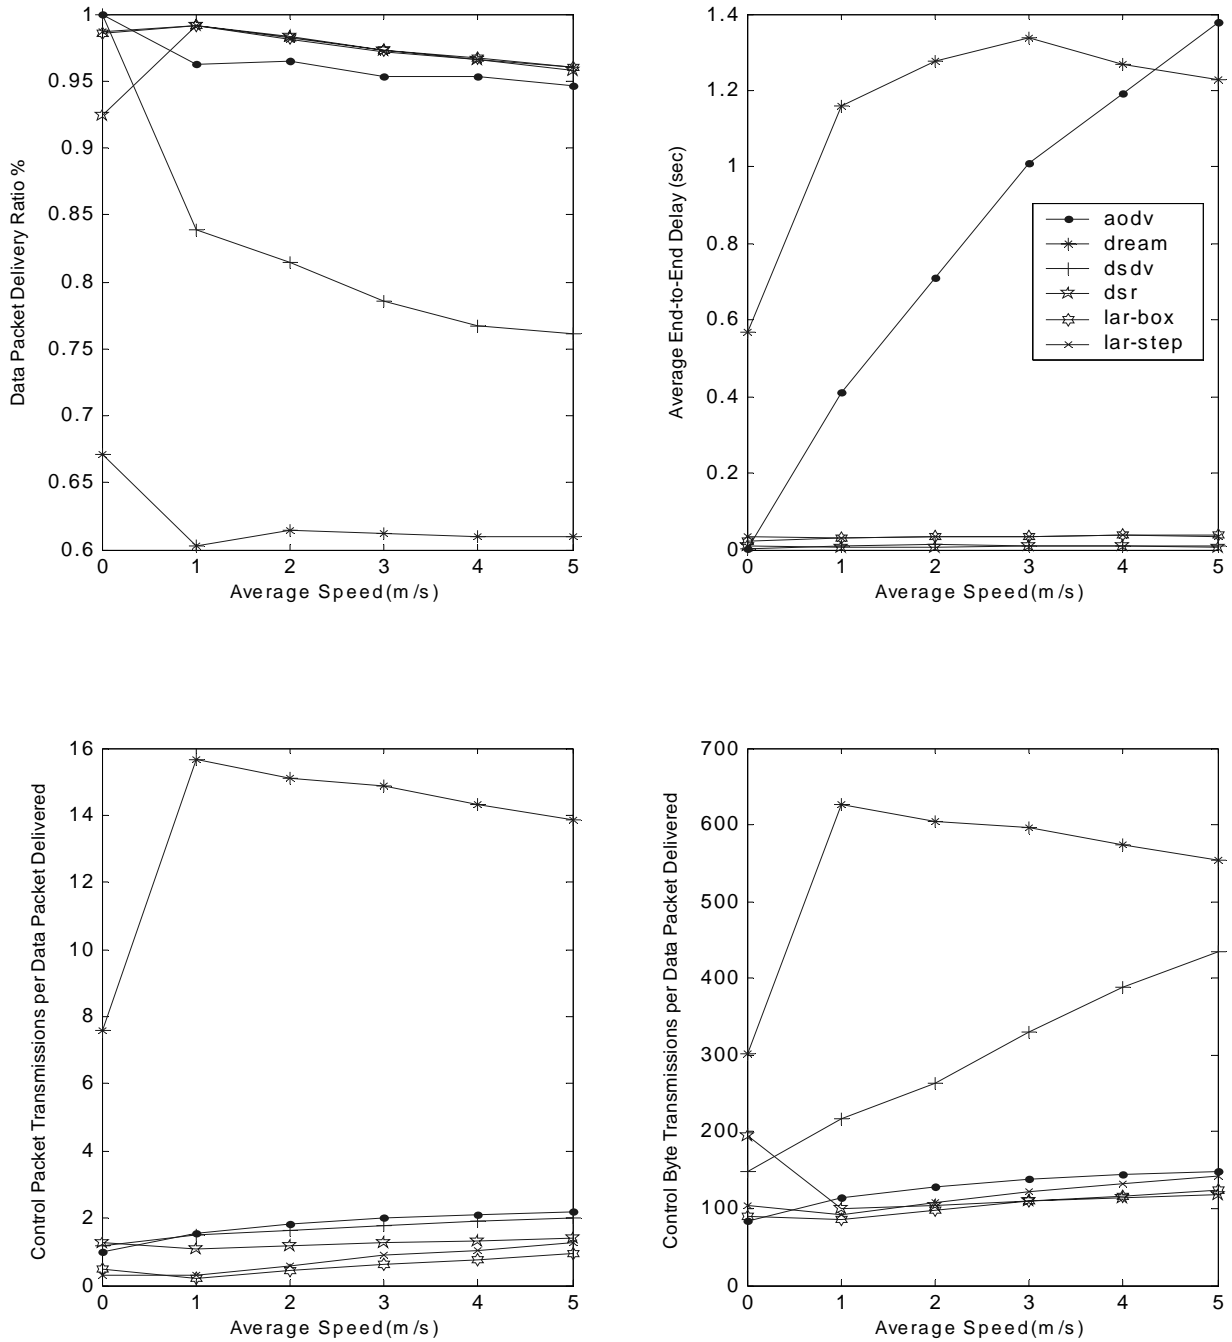 1
0.95
0.9
0.85
0.8
0.75
0.7
0.65
0.6
0 1 2 3 4 5
Average Speed(m/s)
Data Packet Delivery Ratio %
1.4
1.2
1
0.8
0.6
0.4
0.2
0
0 1 2 3 4 5
Average Speed(m/s)
Average End-to-End Delay (sec)
aodv
dream
dsdv
dsr
lar-box
lar-step
16
14
12
10
8
6
4
2
0
0 1 2 3 4 5
Average Speed(m/s)
Control Packet Transmissions per Data Packet Delivered
700
600
500
400
300
200
100
0
0 1 2 3 4 5
Average Speed(m/s)
Control Byte Transmissions per Data Packet Delivered